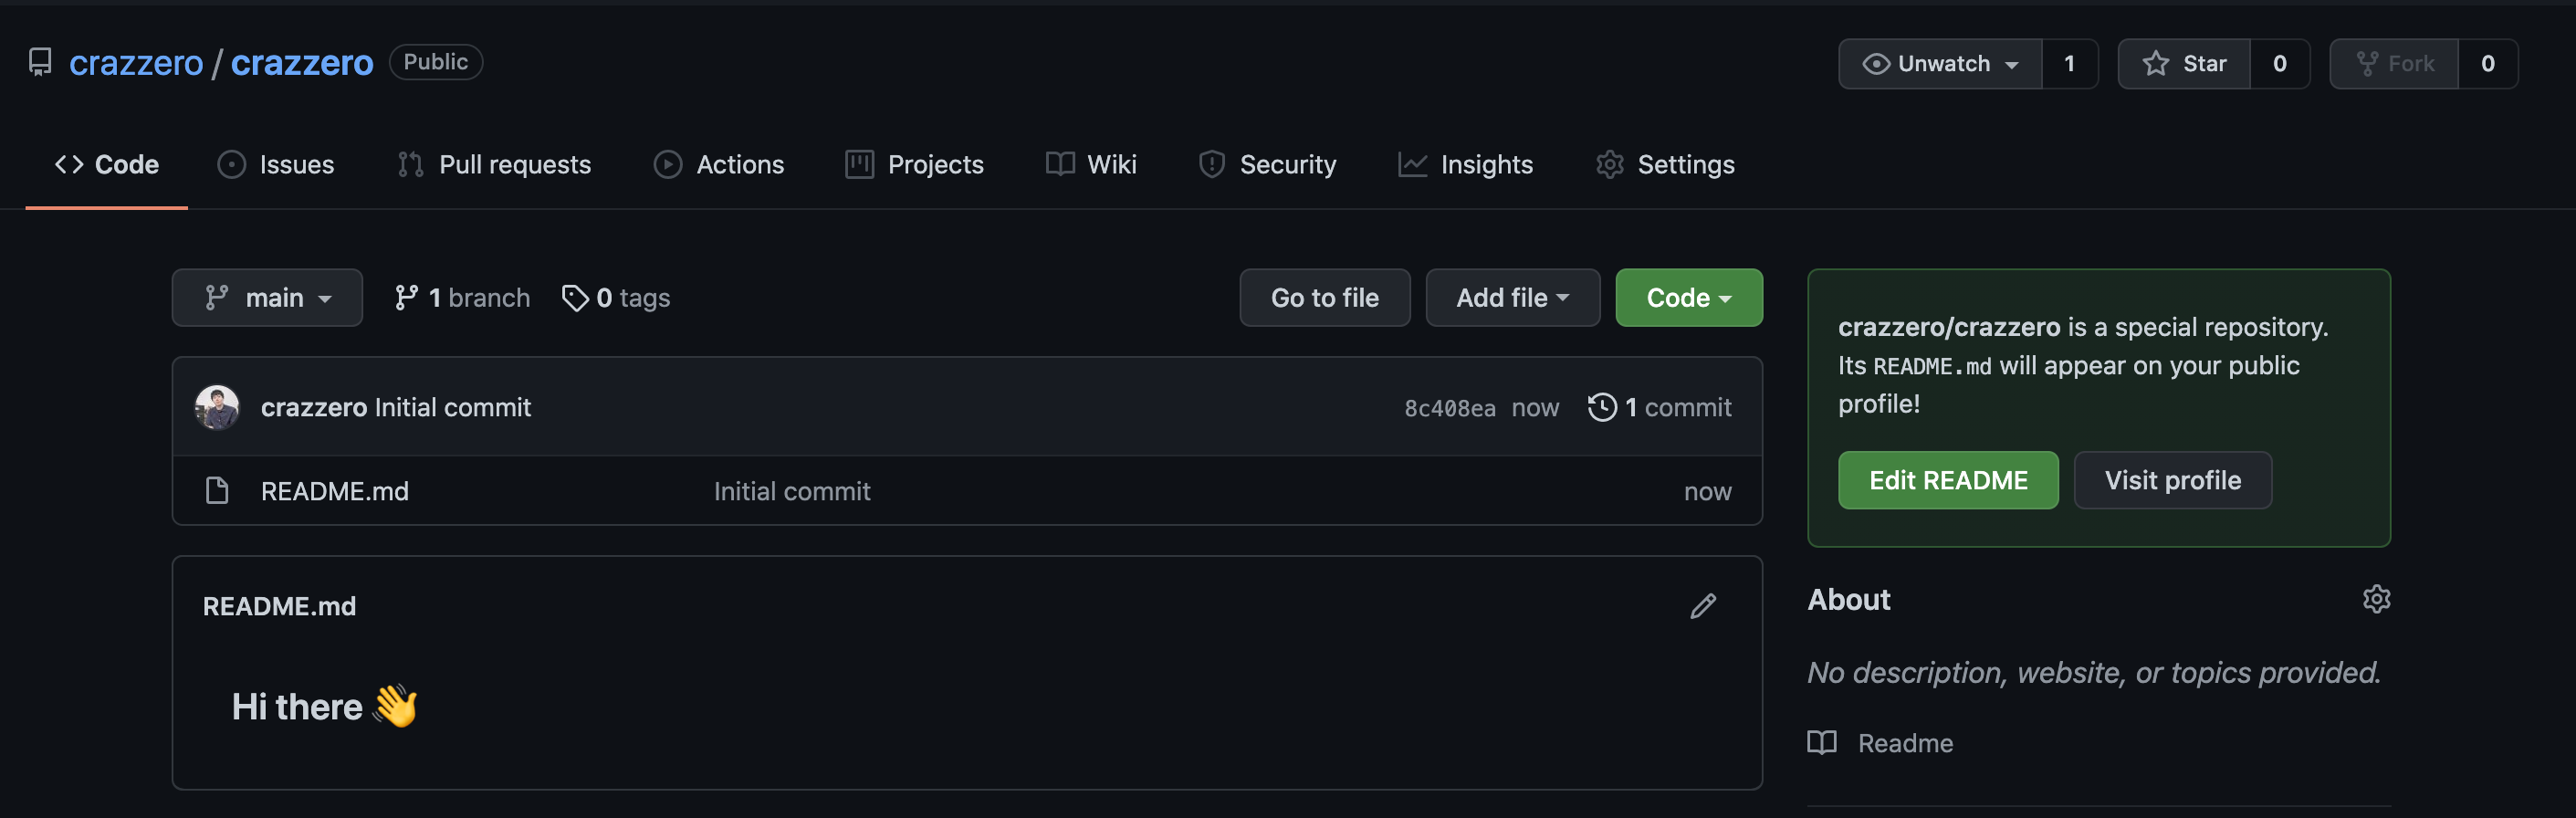 crazzero / crazzero Public Unwatch 1 Star 0 Fork 0
Code Issues Pull requests Actions Projects Wiki Security Insights Settings
main 1 branch 0 tags Go to file Add file Code
crazzero Initial commit 8c408ea now 1 commit
README.md Initial commit now
README.md
Hi there 👋
crazzero/crazzero is a special repository.
Its README.md will appear on your public
profile!
Edit README Visit profile
About
No description, website, or topics provided.
Readme